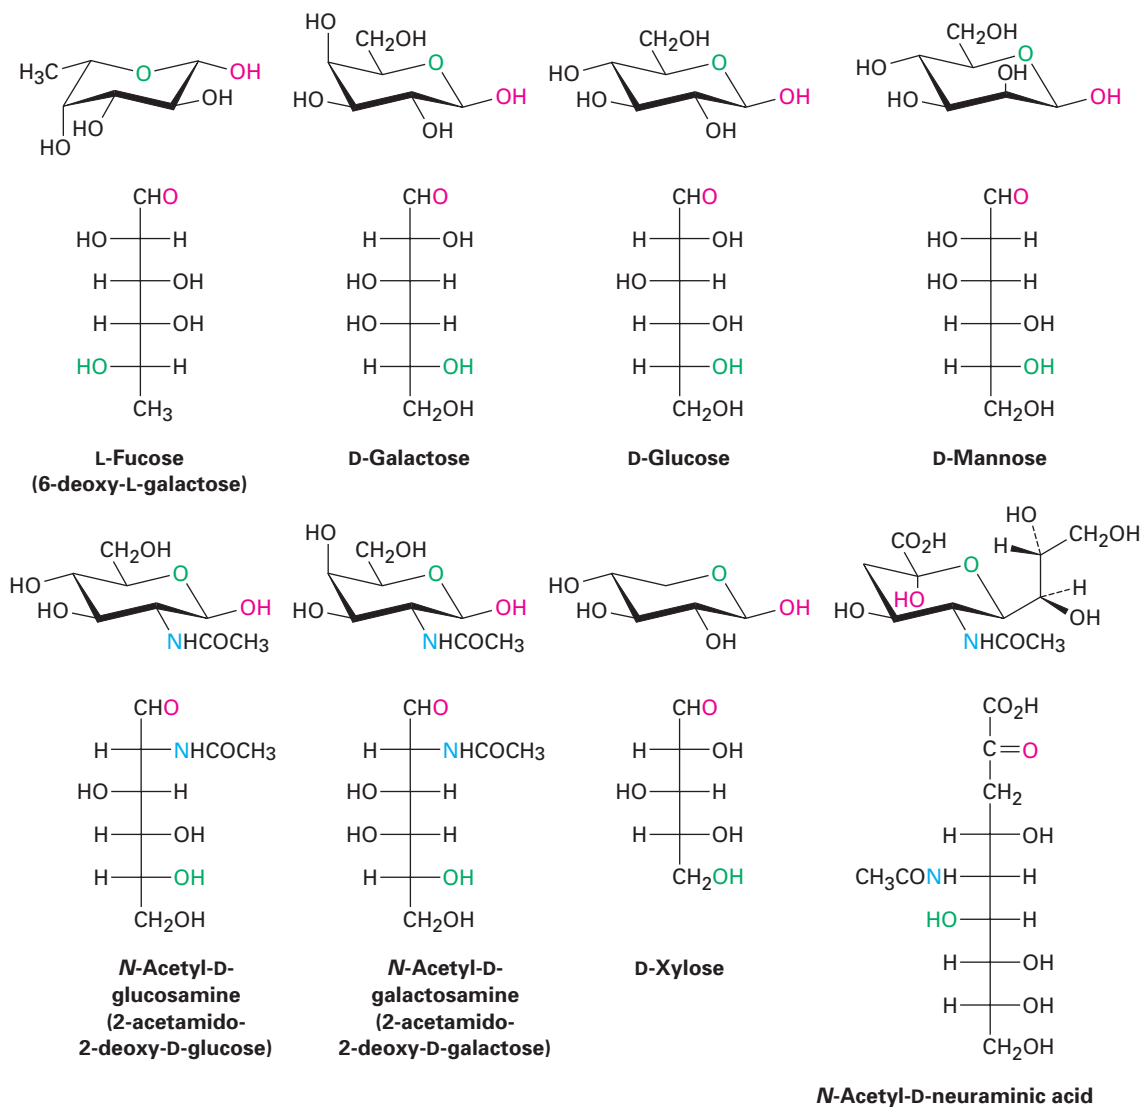 HO
CH2OH
O
OH
H3C
OH
HO
HO
HO
OH
CH2OH
O
HO
HO
OH
OH
CH2OH
O
HO
HO
OH
OH
OH
CHO
HO H
H OH
H OH
HO H
CH3
L-Fucose
(6-deoxy-L-galactose)
CHO
H OH
HO H
HO H
H OH
CH2OH
D-Galactose
CHO
H OH
HO H
H OH
H OH
CH2OH
D-Glucose
CHO
HO H
HO H
H OH
H OH
CH2OH
D-Mannose
CH2OH
O
HO
HO
OH
NHCOCH3
HO
CH2OH
O
HO
OH
NHCOCH3
HO
O
HO
OH
OH
HO
CO2H
H
CH2OH
O
HO
HO
H
OH
NHCOCH3
CHO
H NHCOCH3
HO H
H OH
H OH
CH2OH
N-Acetyl-D-
glucosamine
(2-acetamido-
2-deoxy-D-glucose)
CHO
H NHCOCH3
HO H
HO H
H OH
CH2OH
N-Acetyl-D-
galactosamine
(2-acetamido-
2-deoxy-D-galactose)
CHO
H OH
HO H
H OH
CH2OH
D-Xylose
CO2H
C=O
CH2
H OH
CH3CONH H
HO H
H OH
H OH
CH2OH
N-Acetyl-D-neuraminic acid